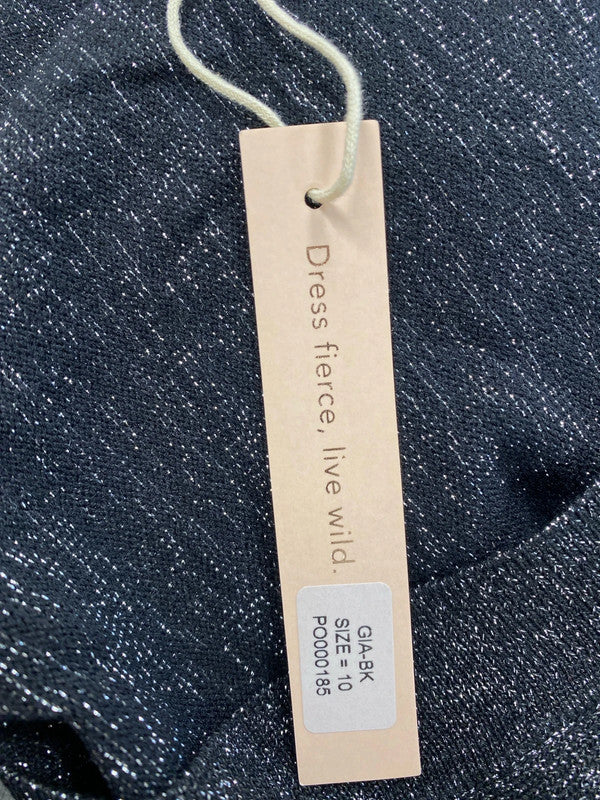 Dress fierce, live wild.
GIA-BK
SIZE = 10
PO000185